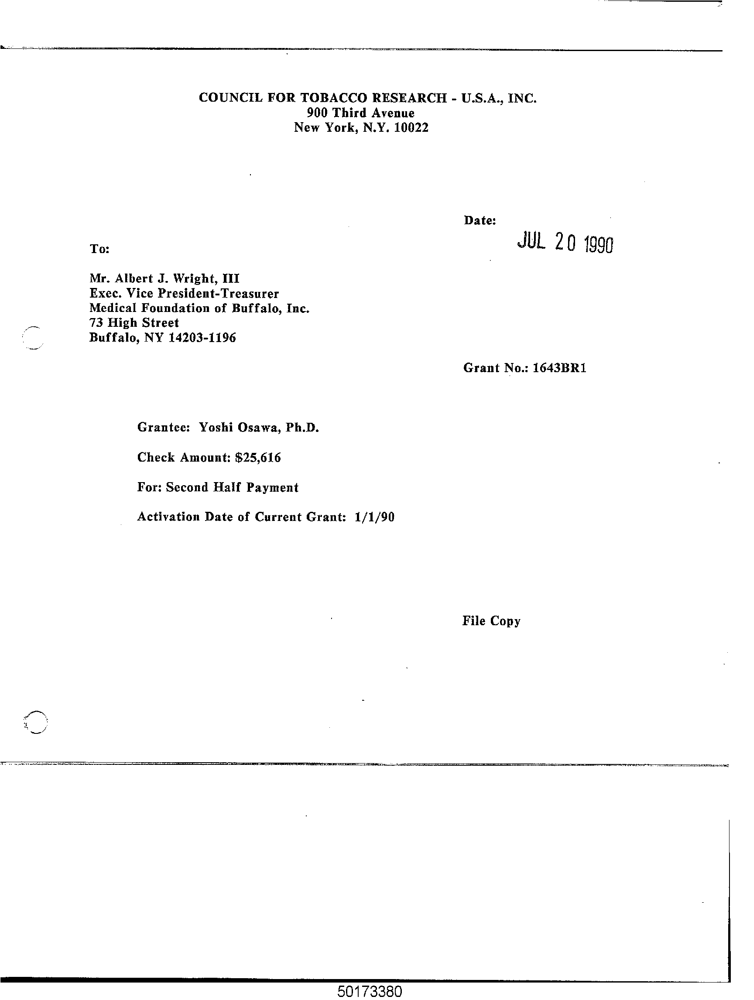 COUNCIL FOR TOBACCO RESEARCH - U.S.A., INC.
900 Third Avenue
New York, N.Y. 10022
Date:
JUL 20 1990
To:
Mr. Albert J. Wright, III
Exec. Vice President-Treasurer
Medical Foundation of Buffalo, Inc.
73 High Street
Buffalo, NY 14203-1196
Grant No.: 1643BR1
Grantee: Yoshi Osawa, Ph.D.
Check Amount: $25,616
For: Second Half Payment
Activation Date of Current Grant: 1/1/90
File Copy
50173380